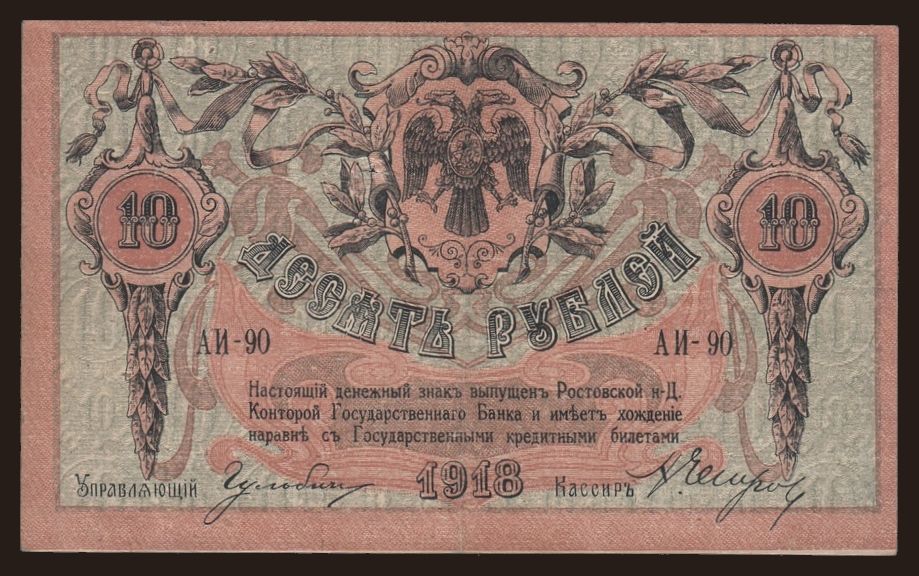 10
10
ДЕСЯТЬ РУБЛЕЙ
АИ-90
АИ-90
Настоящій денежный знакъ выпущенъ Ростовской н-Д.
Конторой Государственнаго Банка и имѣетъ хожденіе
наравнѣ съ Государственными кредитными билетами.
Управляющій
1918
Кассиръ